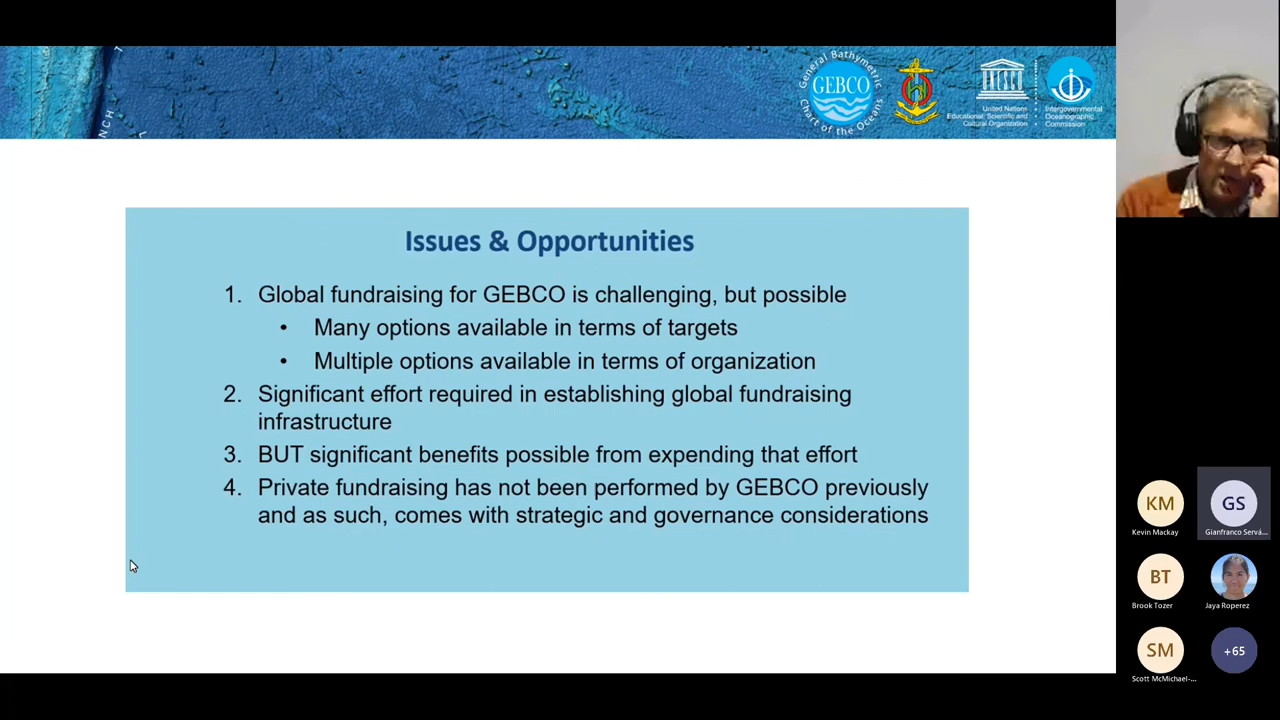 NCH
T
General Bathymetric
GEBCO
Chart of the Oceans
UNESCO
United Nations
Educational, Scientific and
Cultural Organization
Intergovernmental
Oceanographic
Commission
Issues & Opportunities
1. Global fundraising for GEBCO is challenging, but possible
• Many options available in terms of targets
• Multiple options available in terms of organization
2. Significant effort required in establishing global fundraising
infrastructure
3. BUT significant benefits possible from expending that effort
4. Private fundraising has not been performed by GEBCO previously
and as such, comes with strategic and governance considerations
KM
Kevin Mackay
GS
Gianfranco Servá...
BT
Brook Tozer
Jaya Roperez
SM
Scott McMichael-...
+65